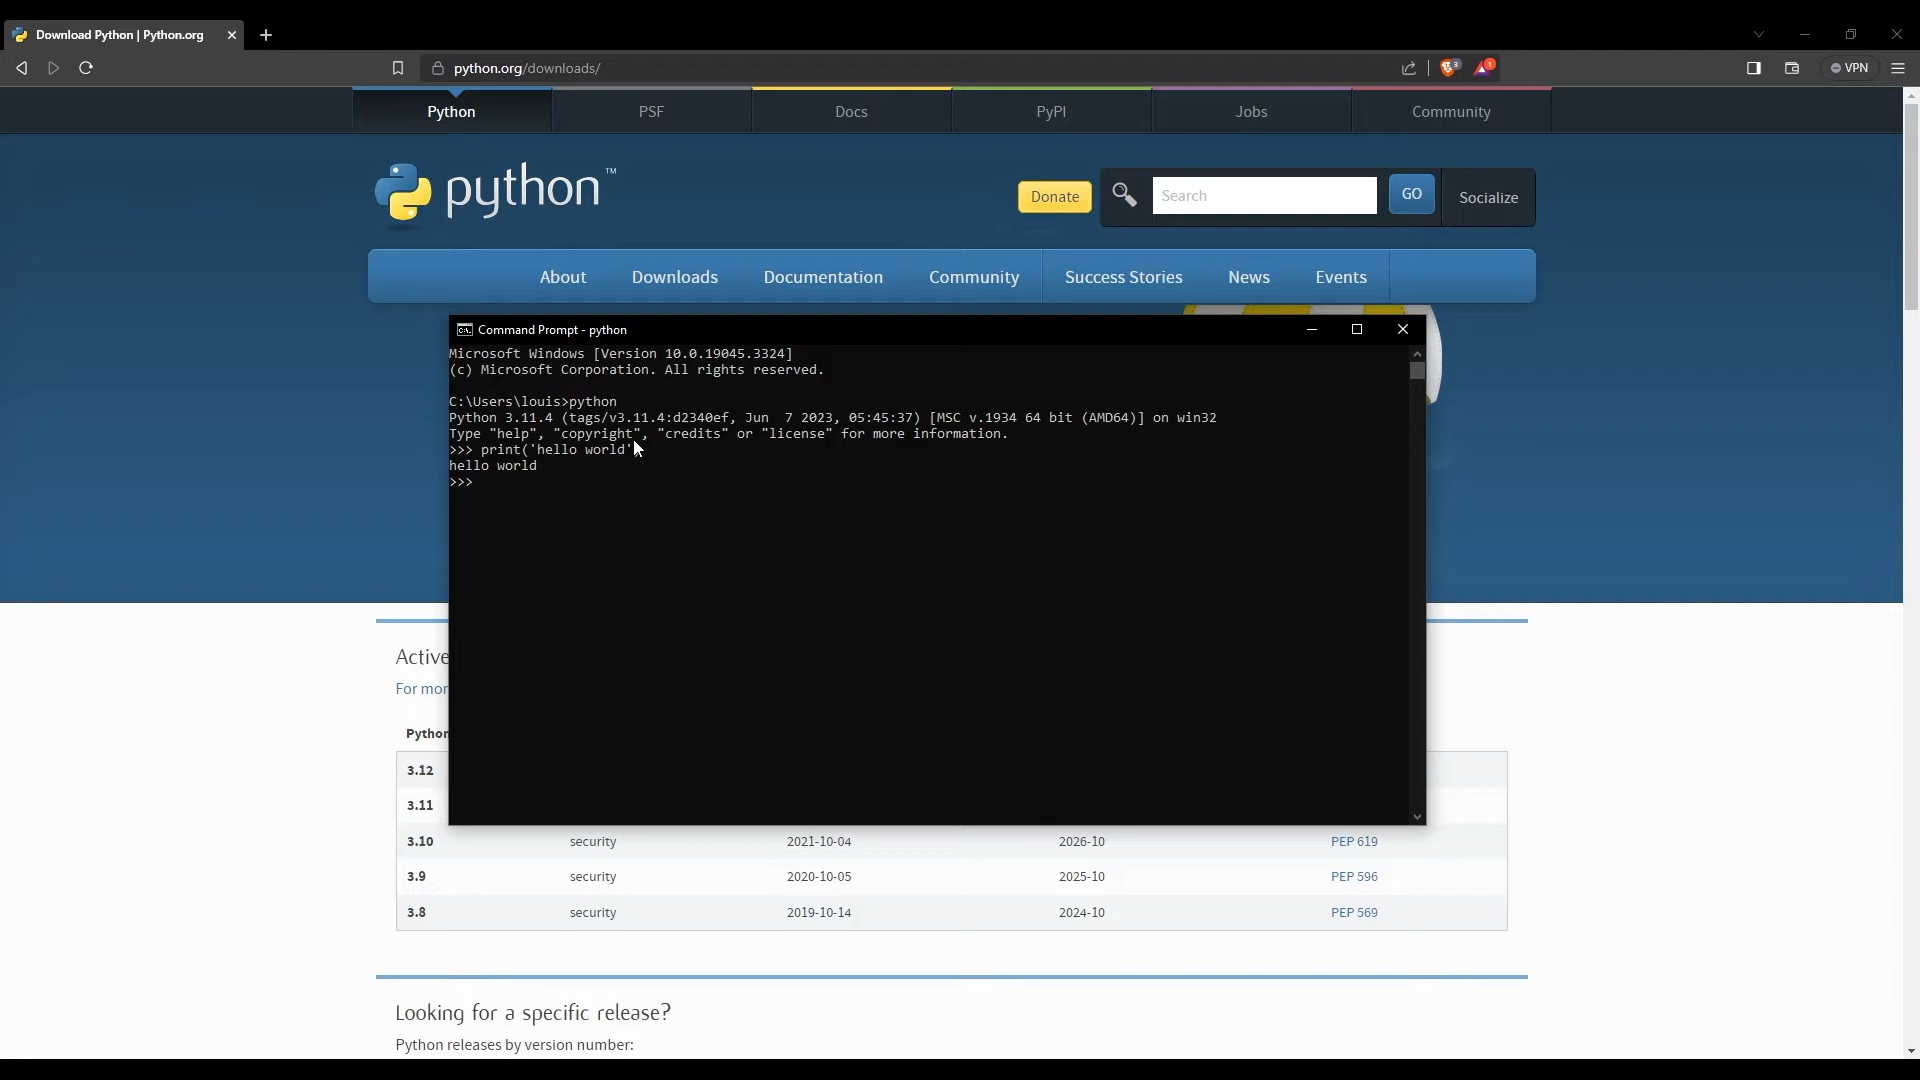 Download Python | Python.org
python.org/downloads/
3
1
VPN
Python
PSF
Docs
PyPI
Jobs
Community
python™
Donate
Search
GO
Socialize
About
Downloads
Documentation
Community
Success Stories
News
Events
Command Prompt - python
Microsoft Windows [Version 10.0.19045.3324]
(c) Microsoft Corporation. All rights reserved.
C:\Users\louis>python
Python 3.11.4 (tags/v3.11.4:d2340ef, Jun  7 2023, 05:45:37) [MSC v.1934 64 bit (AMD64)] on win32
Type "help", "copyright", "credits" or "license" for more information.
>>> print('hello world'
hello world
>>>
Active
For mor
Python
3.12
3.11
3.10 security 2021-10-04 2026-10 PEP 619
3.9 security 2020-10-05 2025-10 PEP 596
3.8 security 2019-10-14 2024-10 PEP 569
Looking for a specific release?
Python releases by version number: